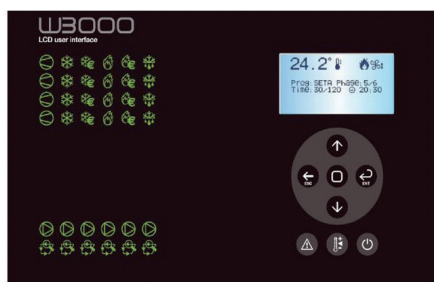 W3000
LCD user interface
24.2°
Prog: SETA Phase: 5/6
Time: 30/120 20:30
ESC
ENT